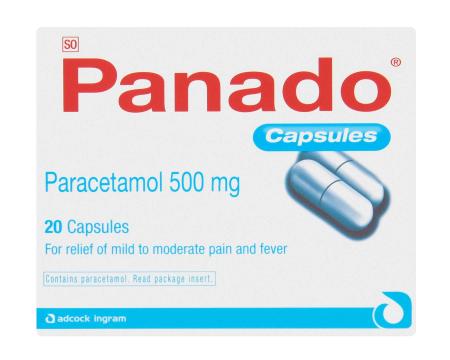 S0
Panado®
Capsules
Paracetamol 500 mg
20 Capsules
For relief of mild to moderate pain and fever
Contains paracetamol. Read package insert.
adcock ingram